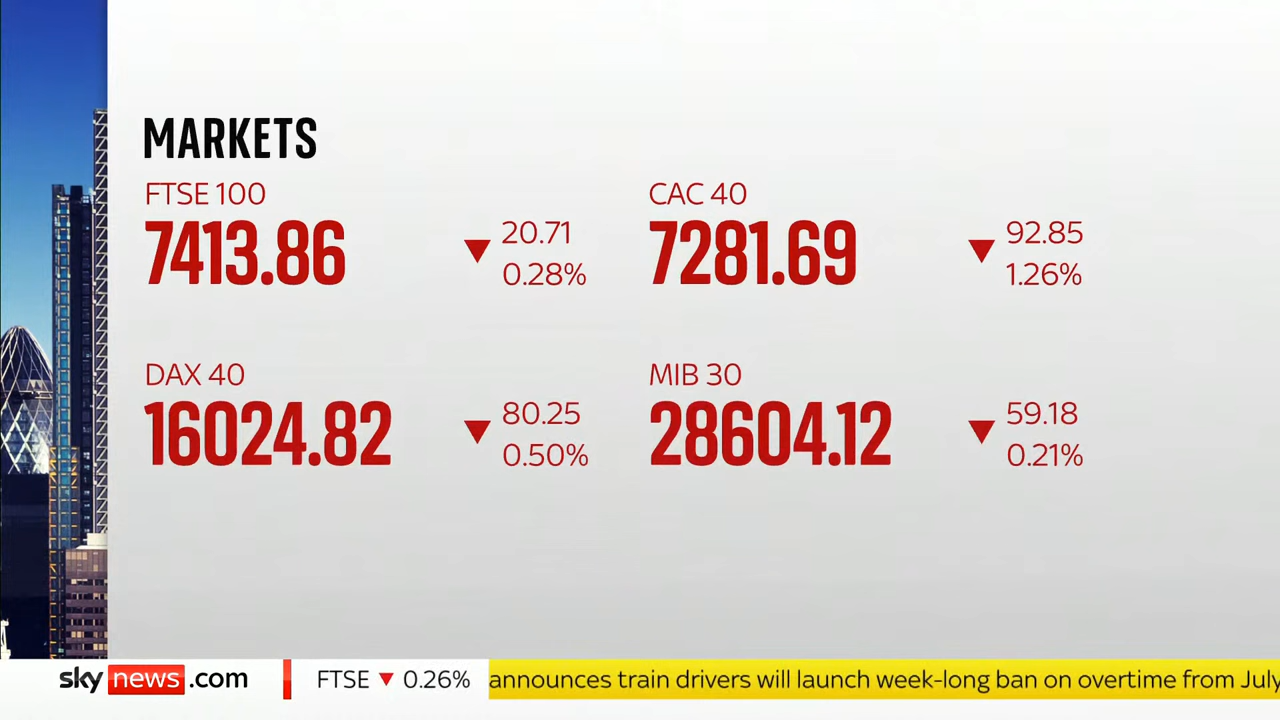 MARKETS
FTSE 100
7413.86
20.71
0.28%
CAC 40
7281.69
92.85
1.26%
DAX 40
16024.82
80.25
0.50%
MIB 30
28604.12
59.18
0.21%
sky news .com
FTSE ▼ 0.26%
announces train drivers will launch week-long ban on overtime from July